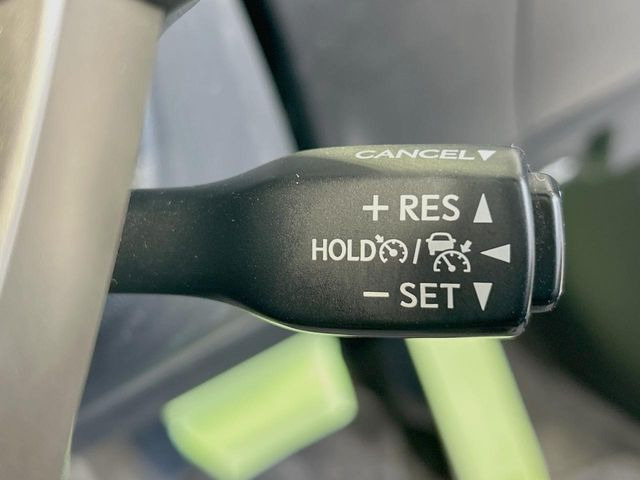 CANCEL▼
+ RES ▲
HOLD / ◀
− SET ▼